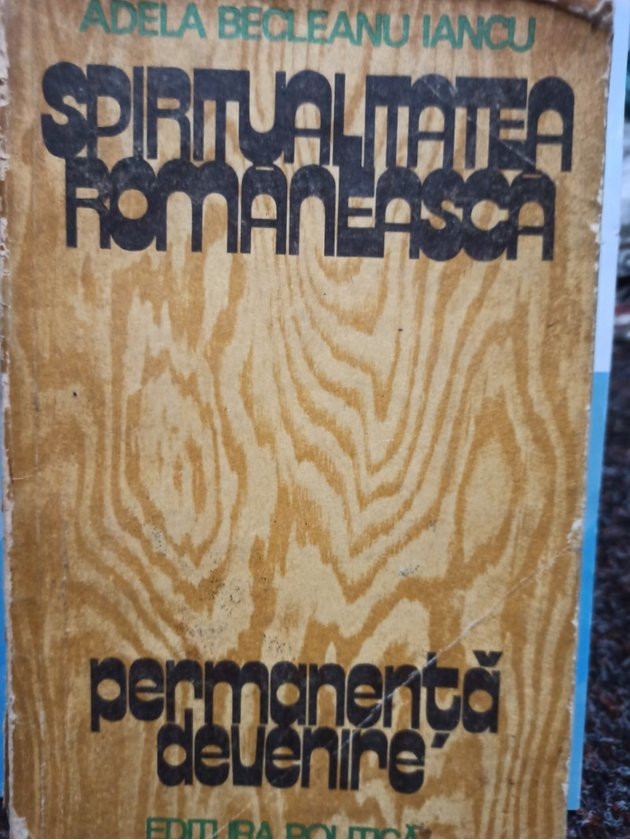 ADELA BECLEANU IANCU
SPIRITUALITATEA
ROMÂNEASCĂ
permanență
devenire
EDITURA POLITICĂ